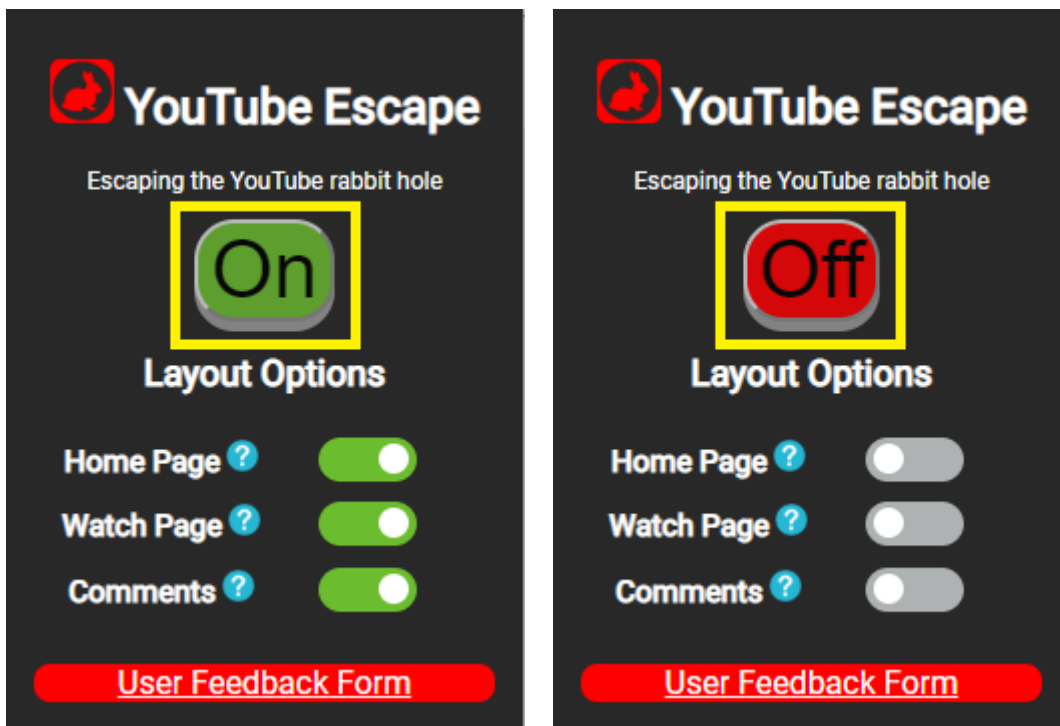 YouTube Escape
Escaping the YouTube rabbit hole
On
Layout Options
Home Page ?
Watch Page ?
Comments ?
User Feedback Form
YouTube Escape
Escaping the YouTube rabbit hole
Off
Layout Options
Home Page ?
Watch Page ?
Comments ?
User Feedback Form